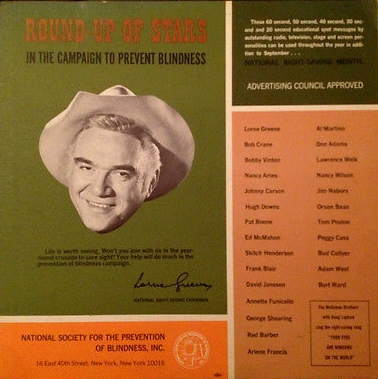 ROUND-UP OF STARS
IN THE CAMPAIGN TO PREVENT BLINDNESS
Life is worth seeing. Won't you join with us in the year-
round crusade to save sight? Your help will do much in the
prevention of blindness campaign.
Lorne Greene
NATIONAL SIGHT-SAVING CHAIRMAN
NATIONAL SOCIETY FOR THE PREVENTION
OF BLINDNESS, INC.
16 East 40th Street, New York, New York 10016
These 60 second, 50 second, 40 second, 30 sec-
ond and 20 second educational spot messages by
outstanding radio, television, stage and screen per-
sonalities can be used throughout the year in addi-
tion to September . . .
NATIONAL SIGHT-SAVING MONTH.
ADVERTISING COUNCIL APPROVED
Lorne Greene
Bob Crane
Bobby Vinton
Nancy Ames
Johnny Carson
Hugh Downs
Pat Boone
Ed McMahon
Skitch Henderson
Frank Blair
David Janssen
Annette Funicello
George Shearing
Red Barber
Arlene Francis
Al Martino
Don Adams
Lawrence Welk
Nancy Wilson
Jim Nabors
Orson Bean
Tom Poston
Peggy Cass
Bud Collyer
Adam West
Burt Ward
The McGuinn Brothers
with Doug Lapham
sing the sight-saving song
"YOUR EYES
ARE WINDOWS
ON THE WORLD"